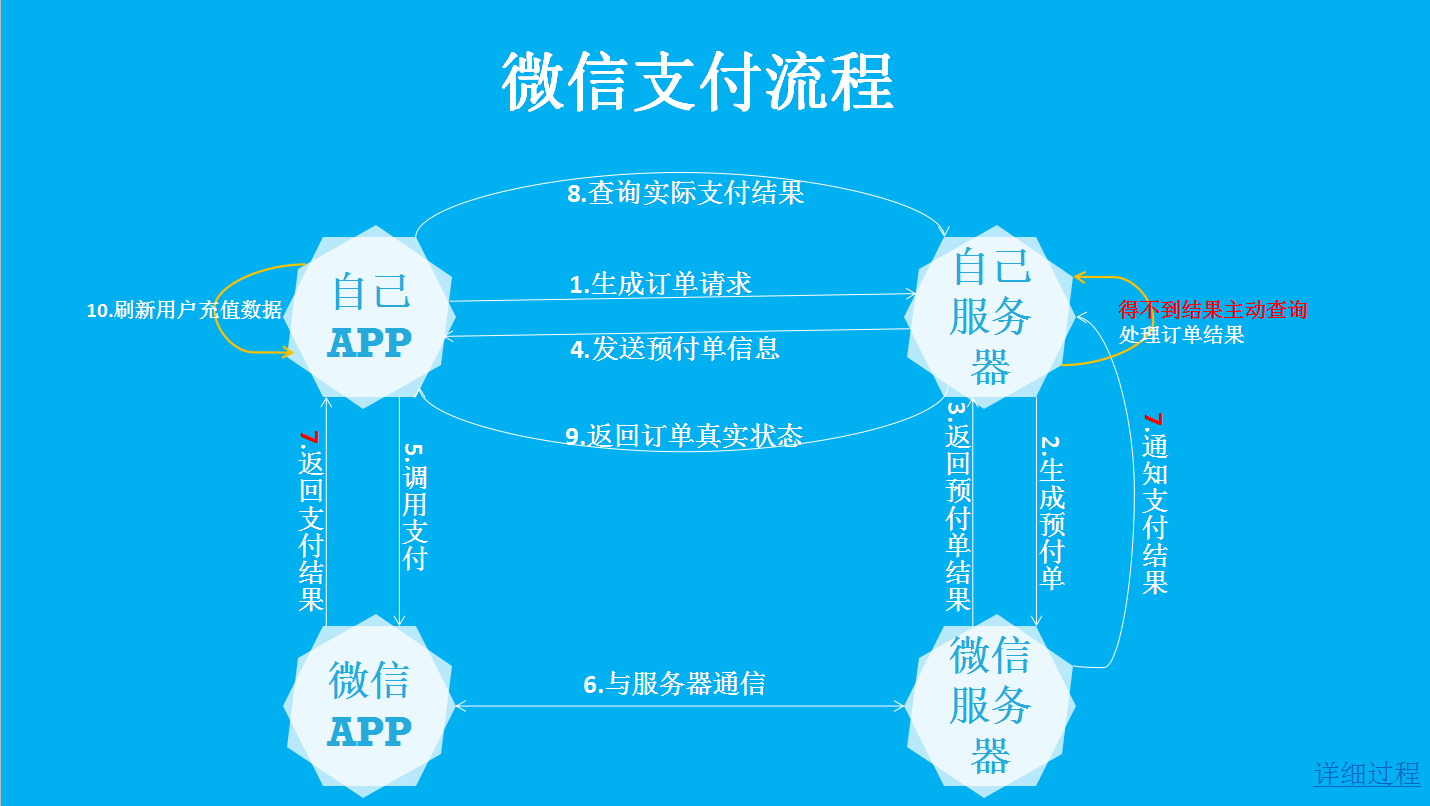 微信支付流程
8.查询实际支付结果
1.生成订单请求
自己
APP
自己
服务
器
10.刷新用户充值数据
得不到结果主动查询
处理订单结果
4.发送预付单信息
9.返回订单真实状态
7.返回支付结果
5.调用支付
3.返回预付单结果
2.生成预付单
7.通知支付结果
微信
APP
6.与服务器通信
微信
服务
器
详细过程